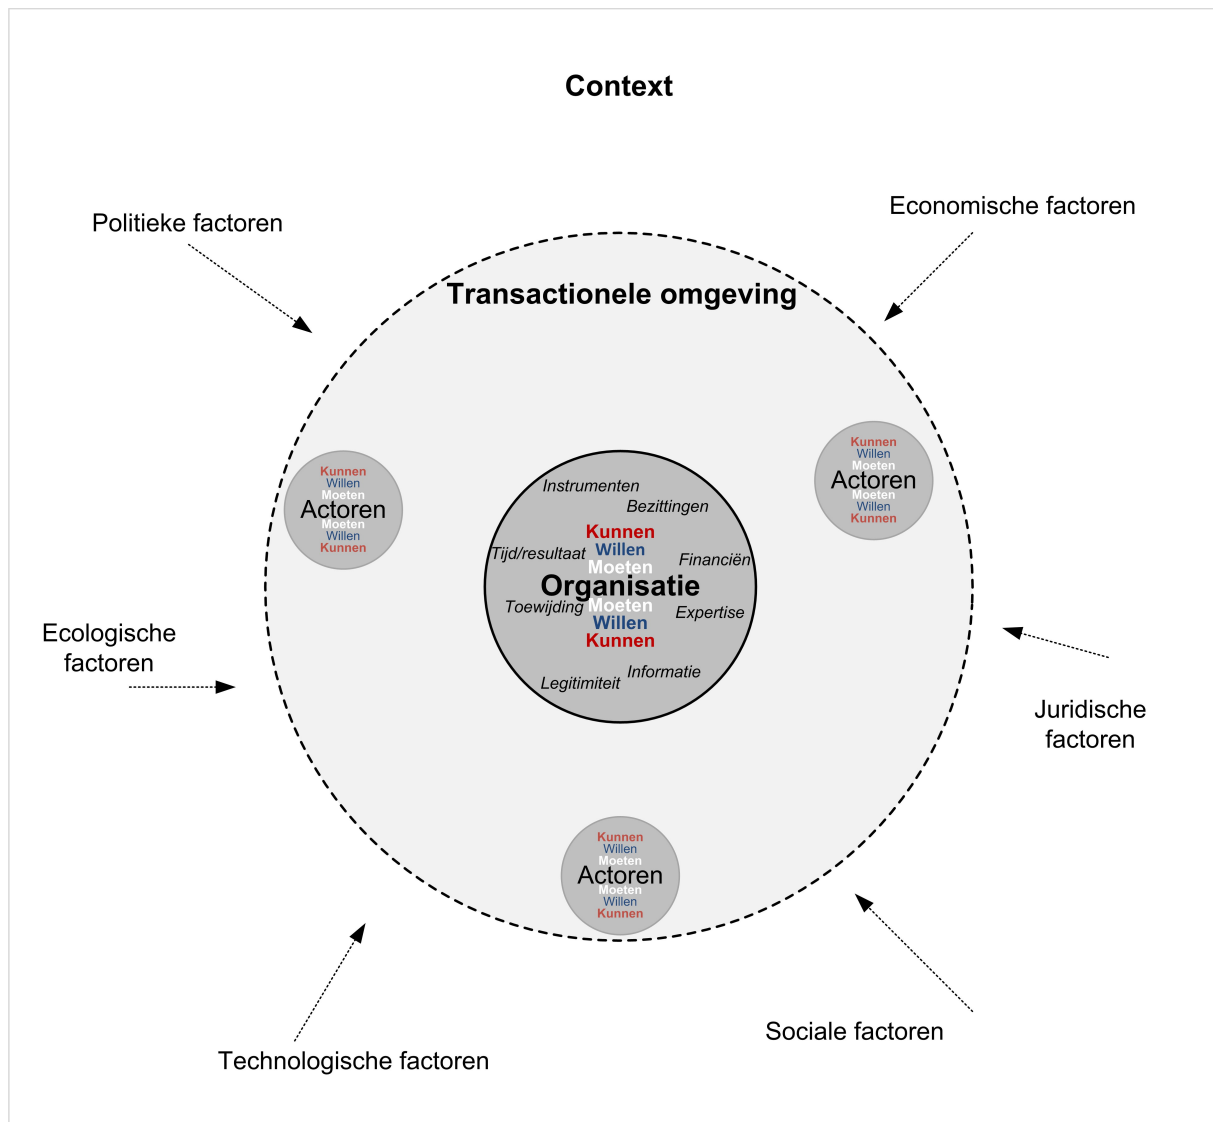 Context
Politieke factoren
Economische factoren
Transactionele omgeving
Kunnen
Willen
Moeten
Actoren
Moeten
Willen
Kunnen
Kunnen
Willen
Moeten
Actoren
Moeten
Willen
Kunnen
Instrumenten
Bezittingen
Kunnen
Tijd/resultaat
Willen
Financiën
Moeten
Organisatie
Toewijding
Moeten
Expertise
Willen
Kunnen
Informatie
Legitimiteit
Ecologische
factoren
Juridische
factoren
Kunnen
Willen
Moeten
Actoren
Moeten
Willen
Kunnen
Sociale factoren
Technologische factoren